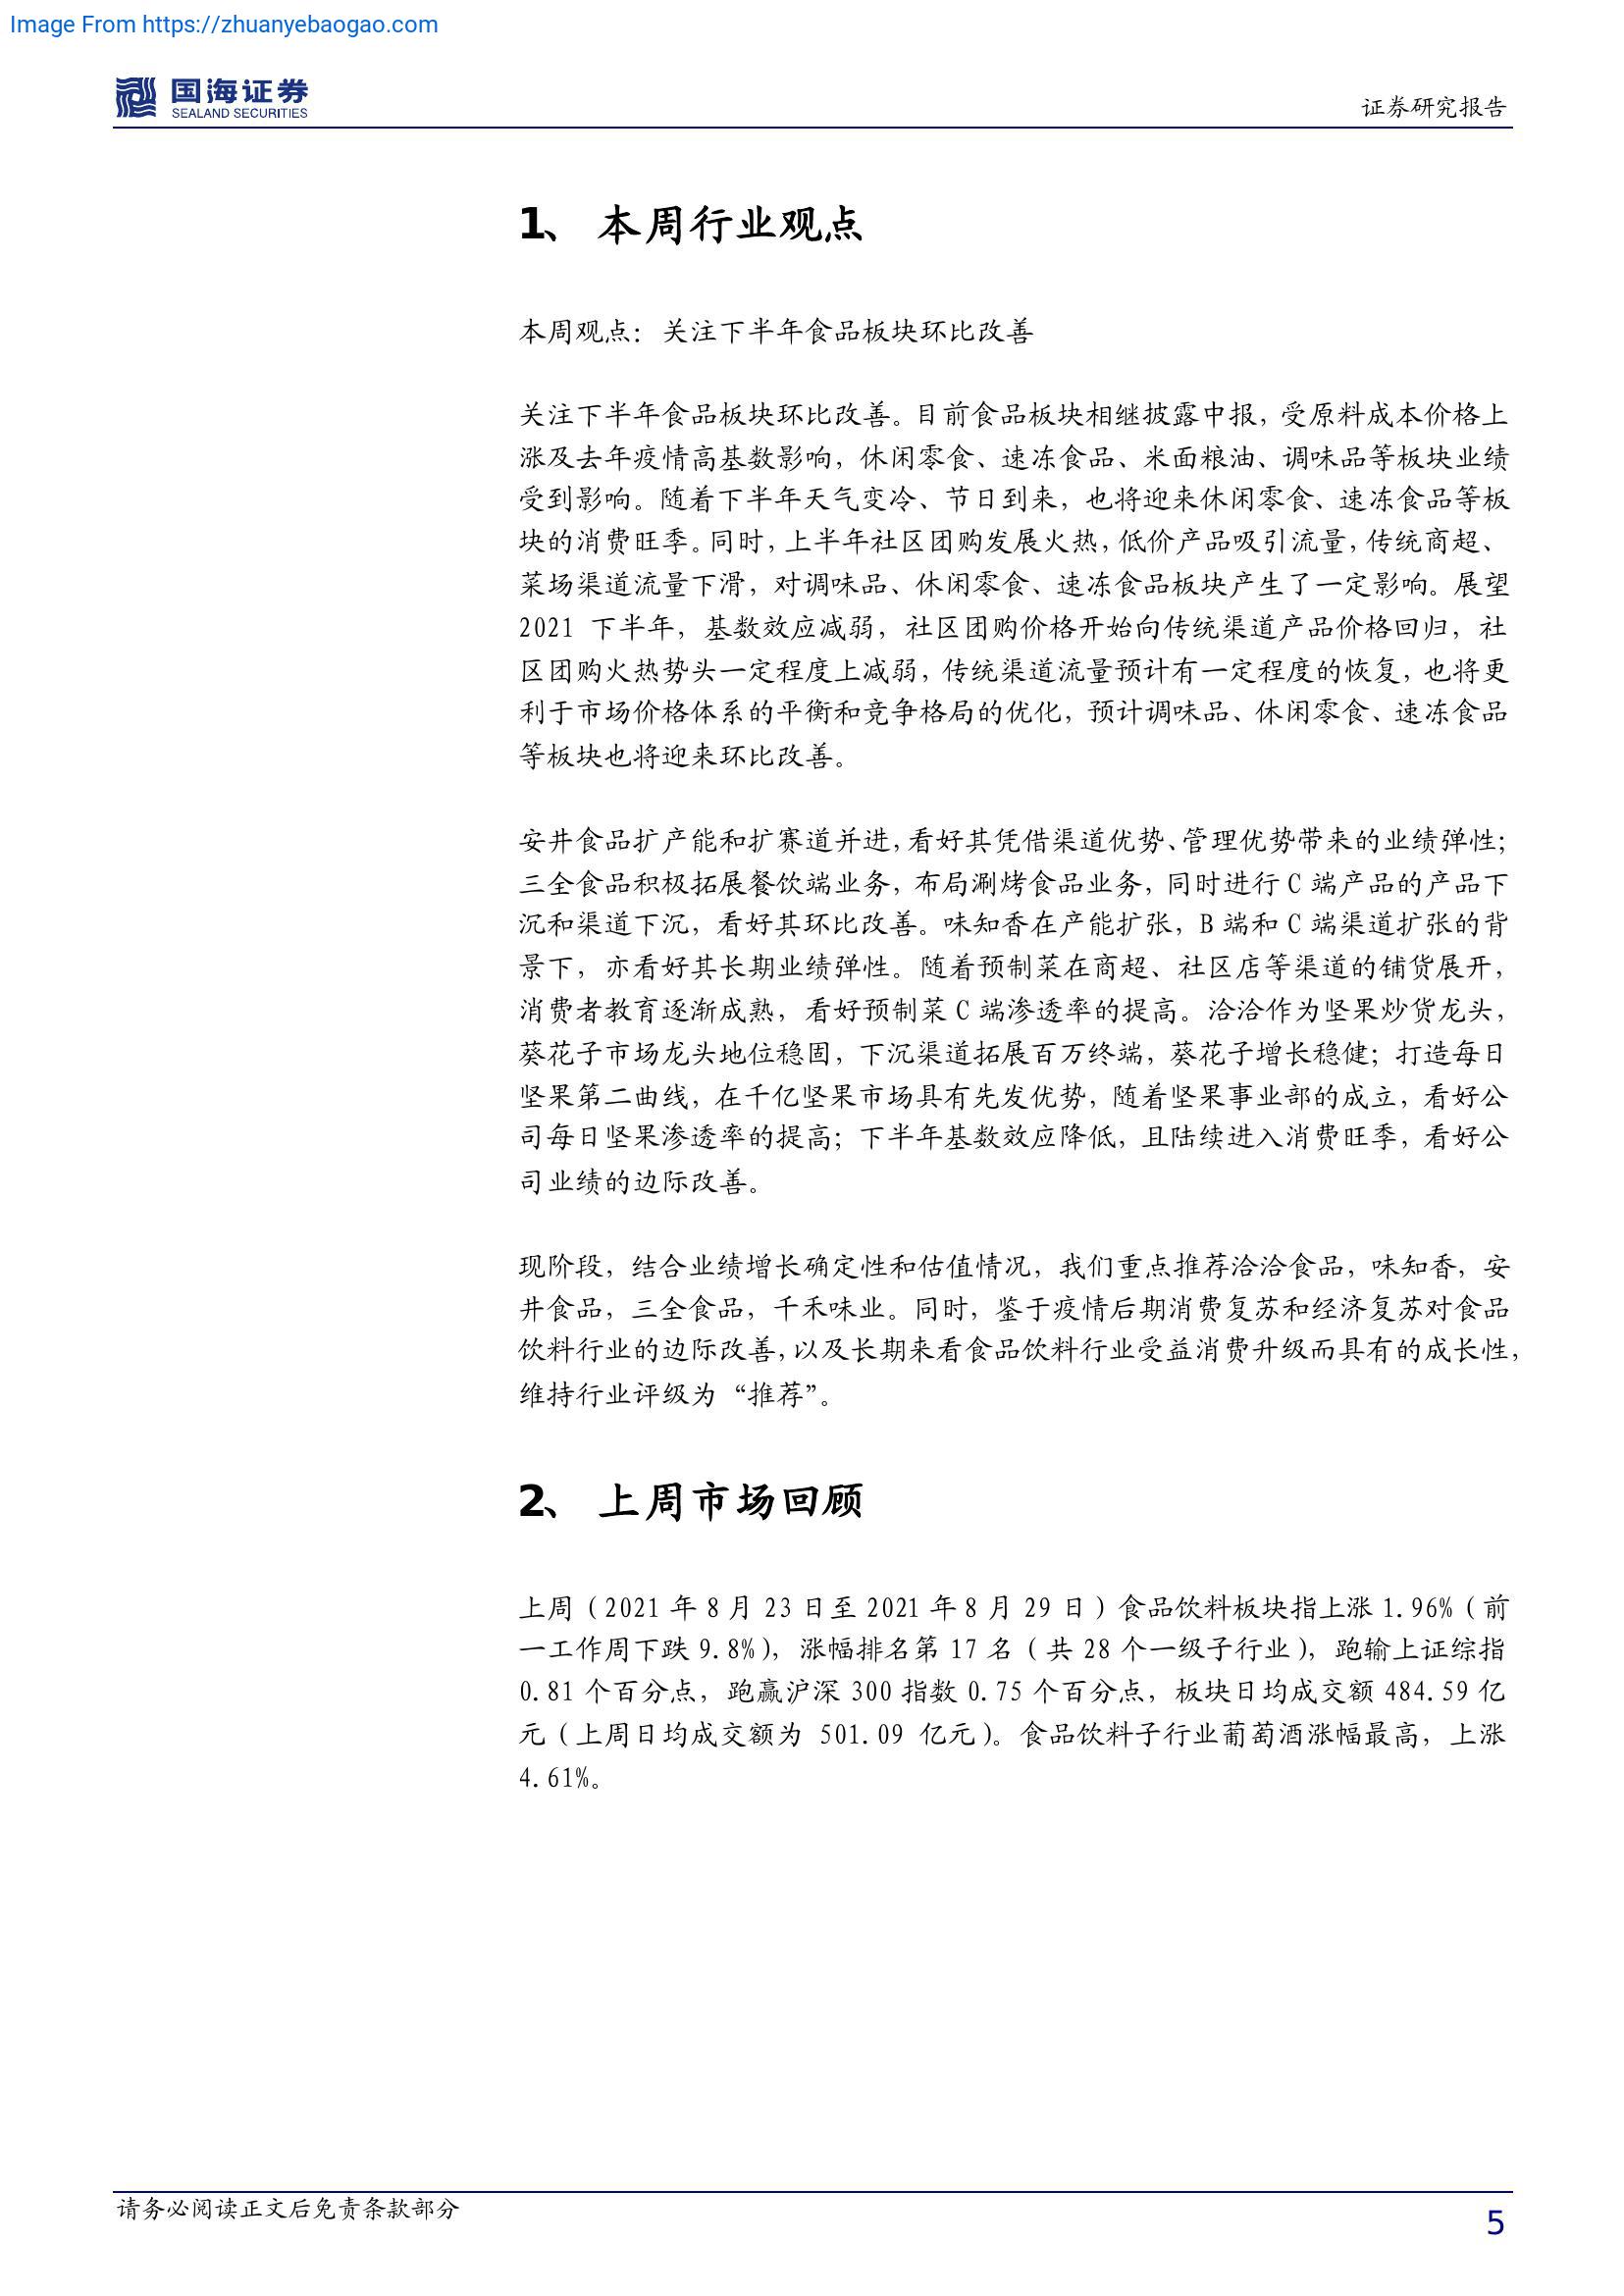 Image From https://zhuanyebaogao.com
国海证券
SEALAND SECURITIES
证券研究报告
1、 本周行业观点
本周观点：关注下半年食品板块环比改善
关注下半年食品板块环比改善。目前食品板块相继披露中报，受原料成本价格上
涨及去年疫情高基数影响，休闲零食、速冻食品、米面粮油、调味品等板块业绩
受到影响。随着下半年天气变冷、节日到来，也将迎来休闲零食、速冻食品等板
块的消费旺季。同时，上半年社区团购发展火热，低价产品吸引流量，传统商超、
菜场渠道流量下滑，对调味品、休闲零食、速冻食品板块产生了一定影响。展望
2021 下半年，基数效应减弱，社区团购价格开始向传统渠道产品价格回归，社
区团购火热势头一定程度上减弱，传统渠道流量预计有一定程度的恢复，也将更
利于市场价格体系的平衡和竞争格局的优化，预计调味品、休闲零食、速冻食品
等板块也将迎来环比改善。
安井食品扩产能和扩赛道并进，看好其凭借渠道优势、管理优势带来的业绩弹性；
三全食品积极拓展餐饮端业务，布局涮烤食品业务，同时进行 C 端产品的产品下
沉和渠道下沉，看好其环比改善。味知香在产能扩张，B 端和 C 端渠道扩张的背
景下，亦看好其长期业绩弹性。随着预制菜在商超、社区店等渠道的铺货展开，
消费者教育逐渐成熟，看好预制菜 C 端渗透率的提高。洽洽作为坚果炒货龙头，
葵花子市场龙头地位稳固，下沉渠道拓展百万终端，葵花子增长稳健；打造每日
坚果第二曲线，在千亿坚果市场具有先发优势，随着坚果事业部的成立，看好公
司每日坚果渗透率的提高；下半年基数效应降低，且陆续进入消费旺季，看好公
司业绩的边际改善。
现阶段，结合业绩增长确定性和估值情况，我们重点推荐洽洽食品，味知香，安
井食品，三全食品，千禾味业。同时，鉴于疫情后期消费复苏和经济复苏对食品
饮料行业的边际改善，以及长期来看食品饮料行业受益消费升级而具有的成长性，
维持行业评级为“推荐”。
2、 上周市场回顾
上周（2021 年 8 月 23 日至 2021 年 8 月 29 日）食品饮料板块指上涨 1.96%（前
一工作周下跌 9.8%），涨幅排名第 17 名（共 28 个一级子行业），跑输上证综指
0.81 个百分点，跑赢沪深 300 指数 0.75 个百分点，板块日均成交额 484.59 亿
元（上周日均成交额为 501.09 亿元）。食品饮料子行业葡萄酒涨幅最高，上涨
4.61%。
请务必阅读正文后免责条款部分
5